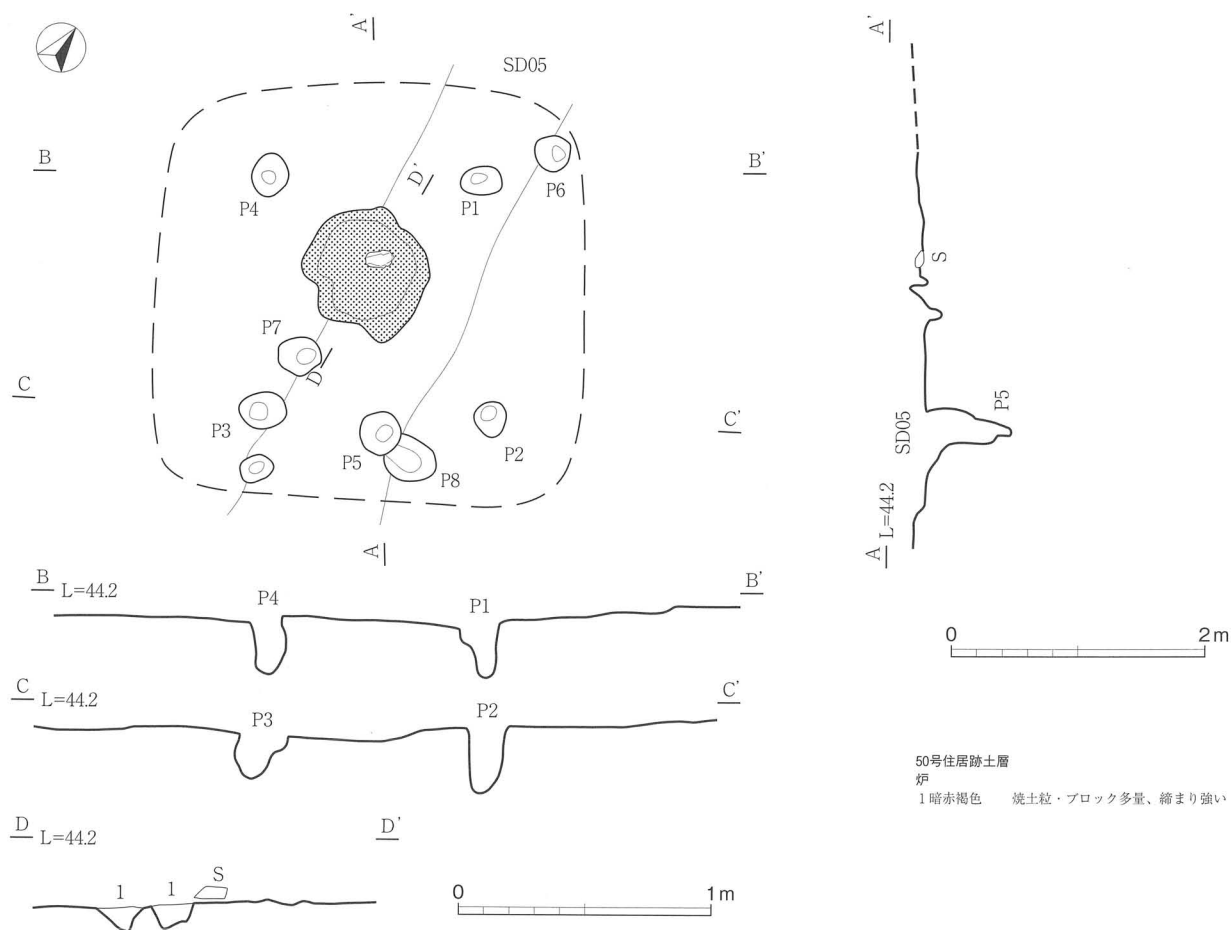 A'
SD05
B
B'
D'
P4
P1
P6
P7
D
C
C'
P3
P5
P8
P2
A
B L=44.2
B'
P4
P1
C L=44.2
C'
P3
P2
D L=44.2
D'
1
1
S
0
1m
A'
S
P5
SD05
A L=44.2
0
2m
50号住居跡土層
炉
1暗赤褐色 焼土粒・ブロック多量、締まり強い